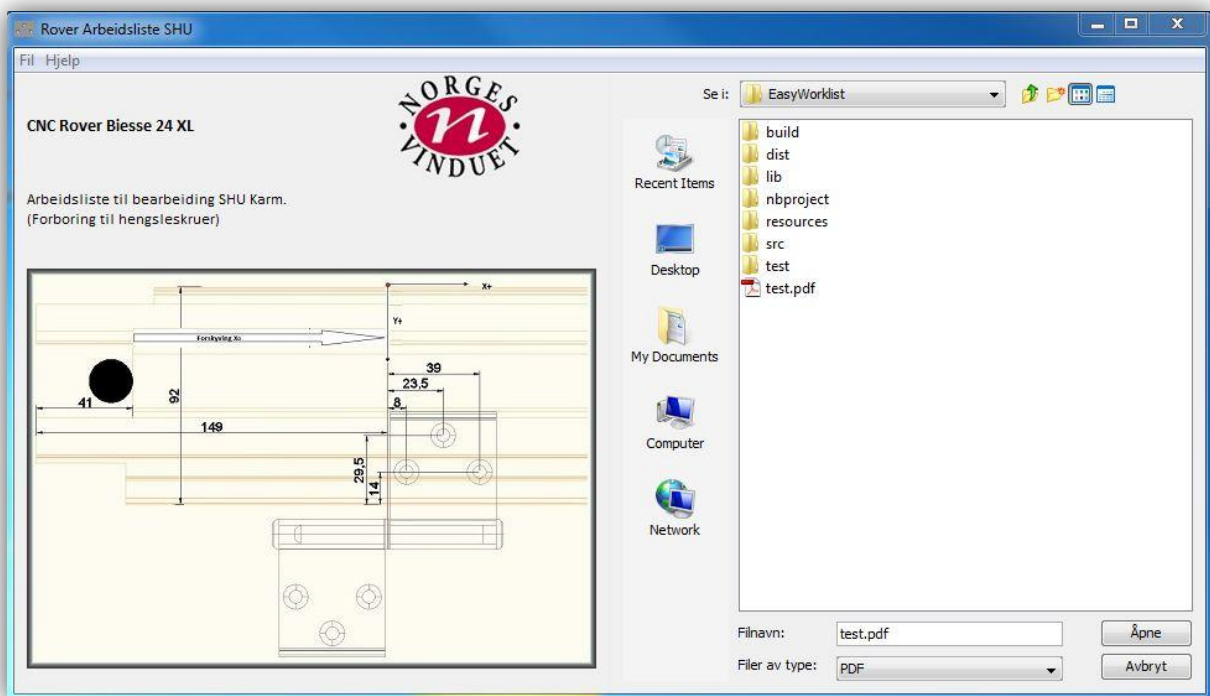 Rover Arbeidsliste SHU
Fil Hjelp
CNC Rover Biesse 24 XL
NORGES
n
VINDUET
Arbeidsliste til bearbeiding SHU Karm.
(Forboring til hengsleskruer)
X+
Y+
Forskyving Xo
39
23,5
8
41
92
149
29,5
14
Se i:
EasyWorklist
Recent Items
Desktop
My Documents
Computer
Network
build
dist
lib
nbproject
resources
src
test
test.pdf
Filnavn:
test.pdf
Åpne
Filer av type:
PDF
Avbryt